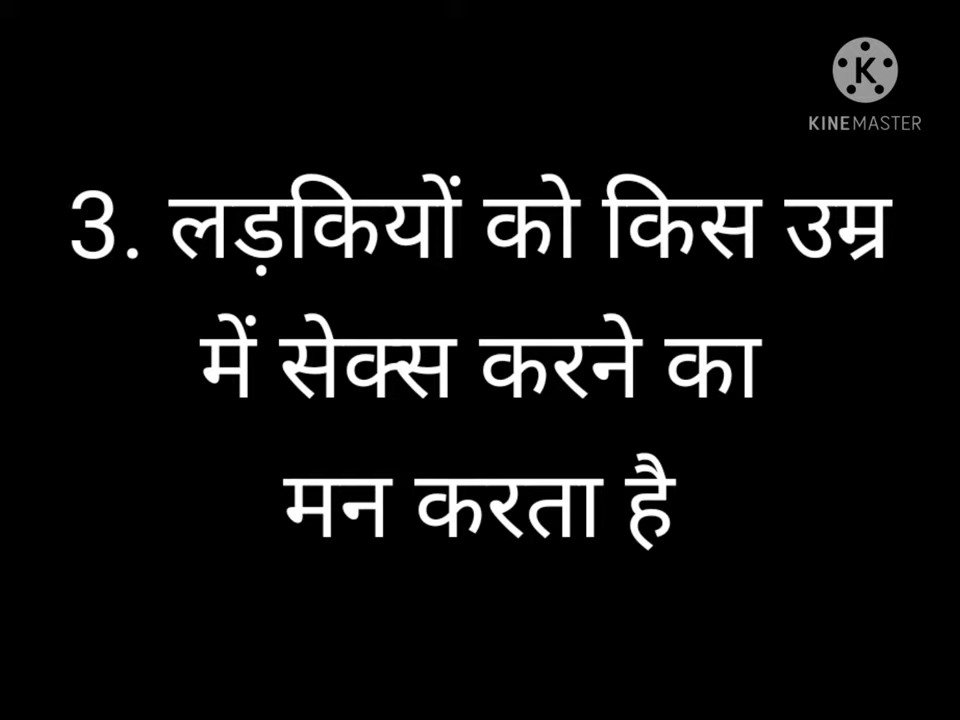 K
KINEMASTER
3. लड़कियों को किस उम्र
में सेक्स करने का
मन करता है